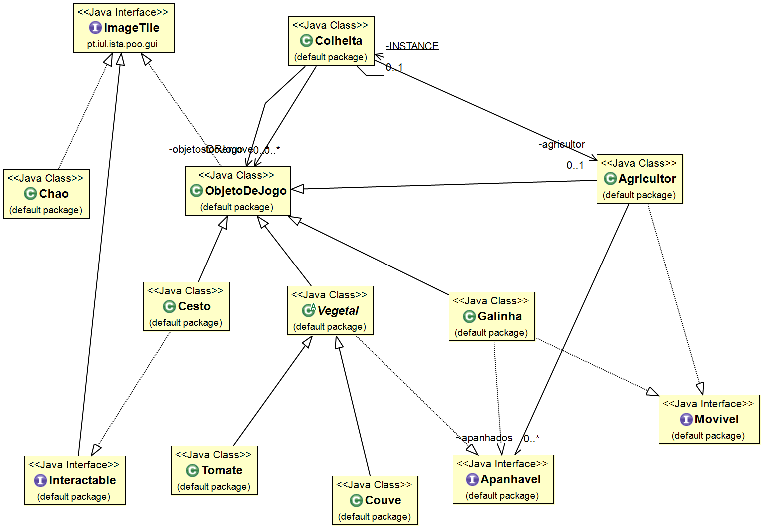 <<Java Interface>>
ImageTile
pt.iul.ista.poo.gui
<<Java Class>>
Colheita
(default package)
-INSTANCE
0..1
-agricultor
0..1
<<Java Class>>
Chao
(default package)
0..*
<<Java Class>>
ObjetoDeJogo
(default package)
<<Java Class>>
Agricultor
(default package)
<<Java Class>>
Cesto
(default package)
<<Java Class>>
Vegetal
(default package)
<<Java Class>>
Galinha
(default package)
<<Java Interface>>
Movivel
(default package)
-apanhados
0..*
<<Java Interface>>
Interactable
(default package)
<<Java Class>>
Tomate
(default package)
<<Java Class>>
Couve
(default package)
<<Java Interface>>
Apanhavel
(default package)